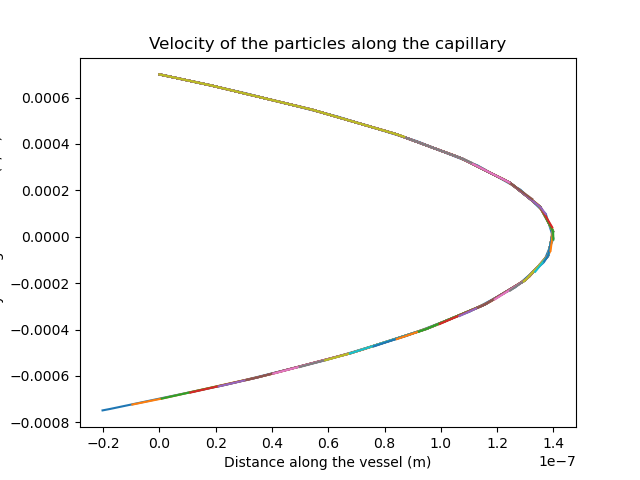 Velocity of the particles along the capillary
0.0006
0.0004
0.0002
0.0000
−0.0002
−0.0004
−0.0006
−0.0008
−0.2 0.0 0.2 0.4 0.6 0.8 1.0 1.2 1.4
1e−7
Distance along the vessel (m)